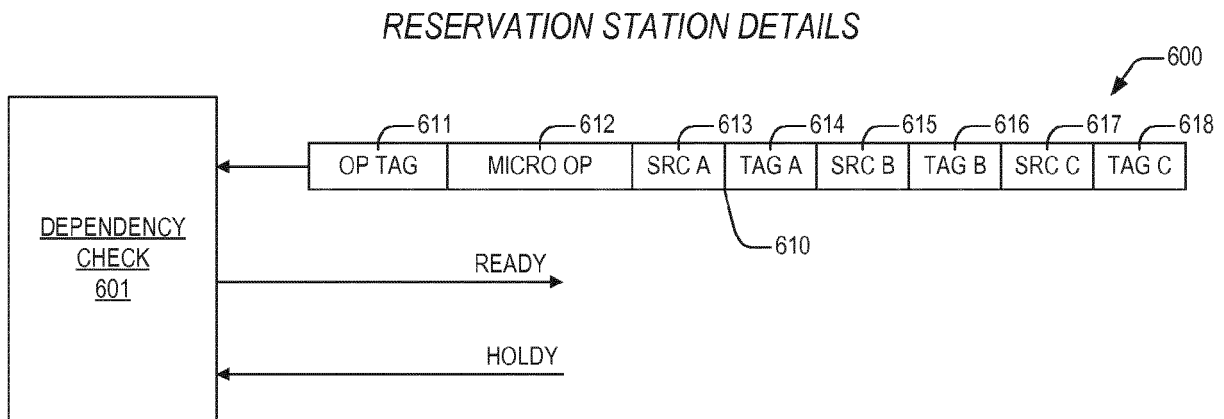 RESERVATION STATION DETAILS
600
611 612 613 614 615 616 617 618
OP TAG MICRO OP SRC A TAG A SRC B TAG B SRC C TAG C
610
DEPENDENCY
CHECK
601
READY
HOLDY